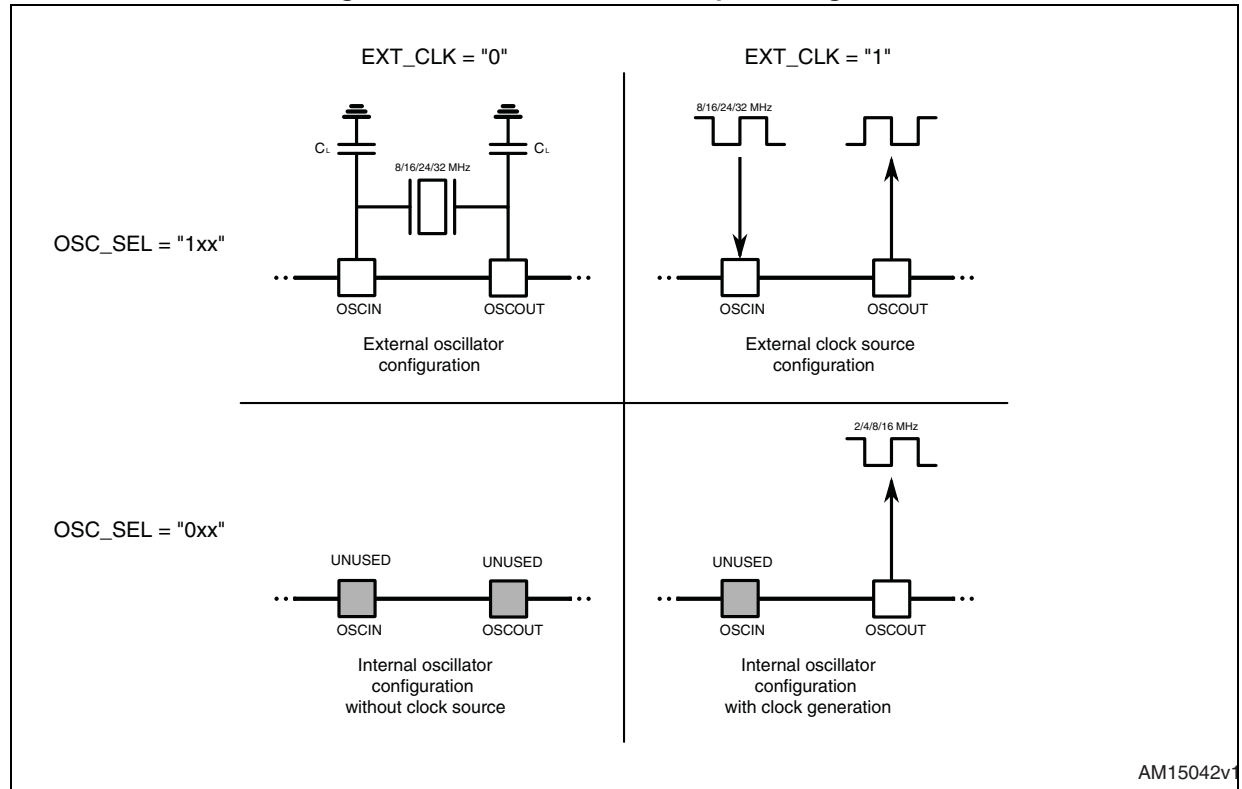 EXT_CLK = "0"
EXT_CLK = "1"
OSC_SEL = "1xx"
CL
CL
8/16/24/32 MHz
OSCIN
OSCOUT
External oscillator
configuration
8/16/24/32 MHz
OSCIN
OSCOUT
External clock source
configuration
OSC_SEL = "0xx"
UNUSED
UNUSED
OSCIN
OSCOUT
Internal oscillator
configuration
without clock source
2/4/8/16 MHz
UNUSED
OSCIN
OSCOUT
Internal oscillator
configuration
with clock generation
AM15042v1